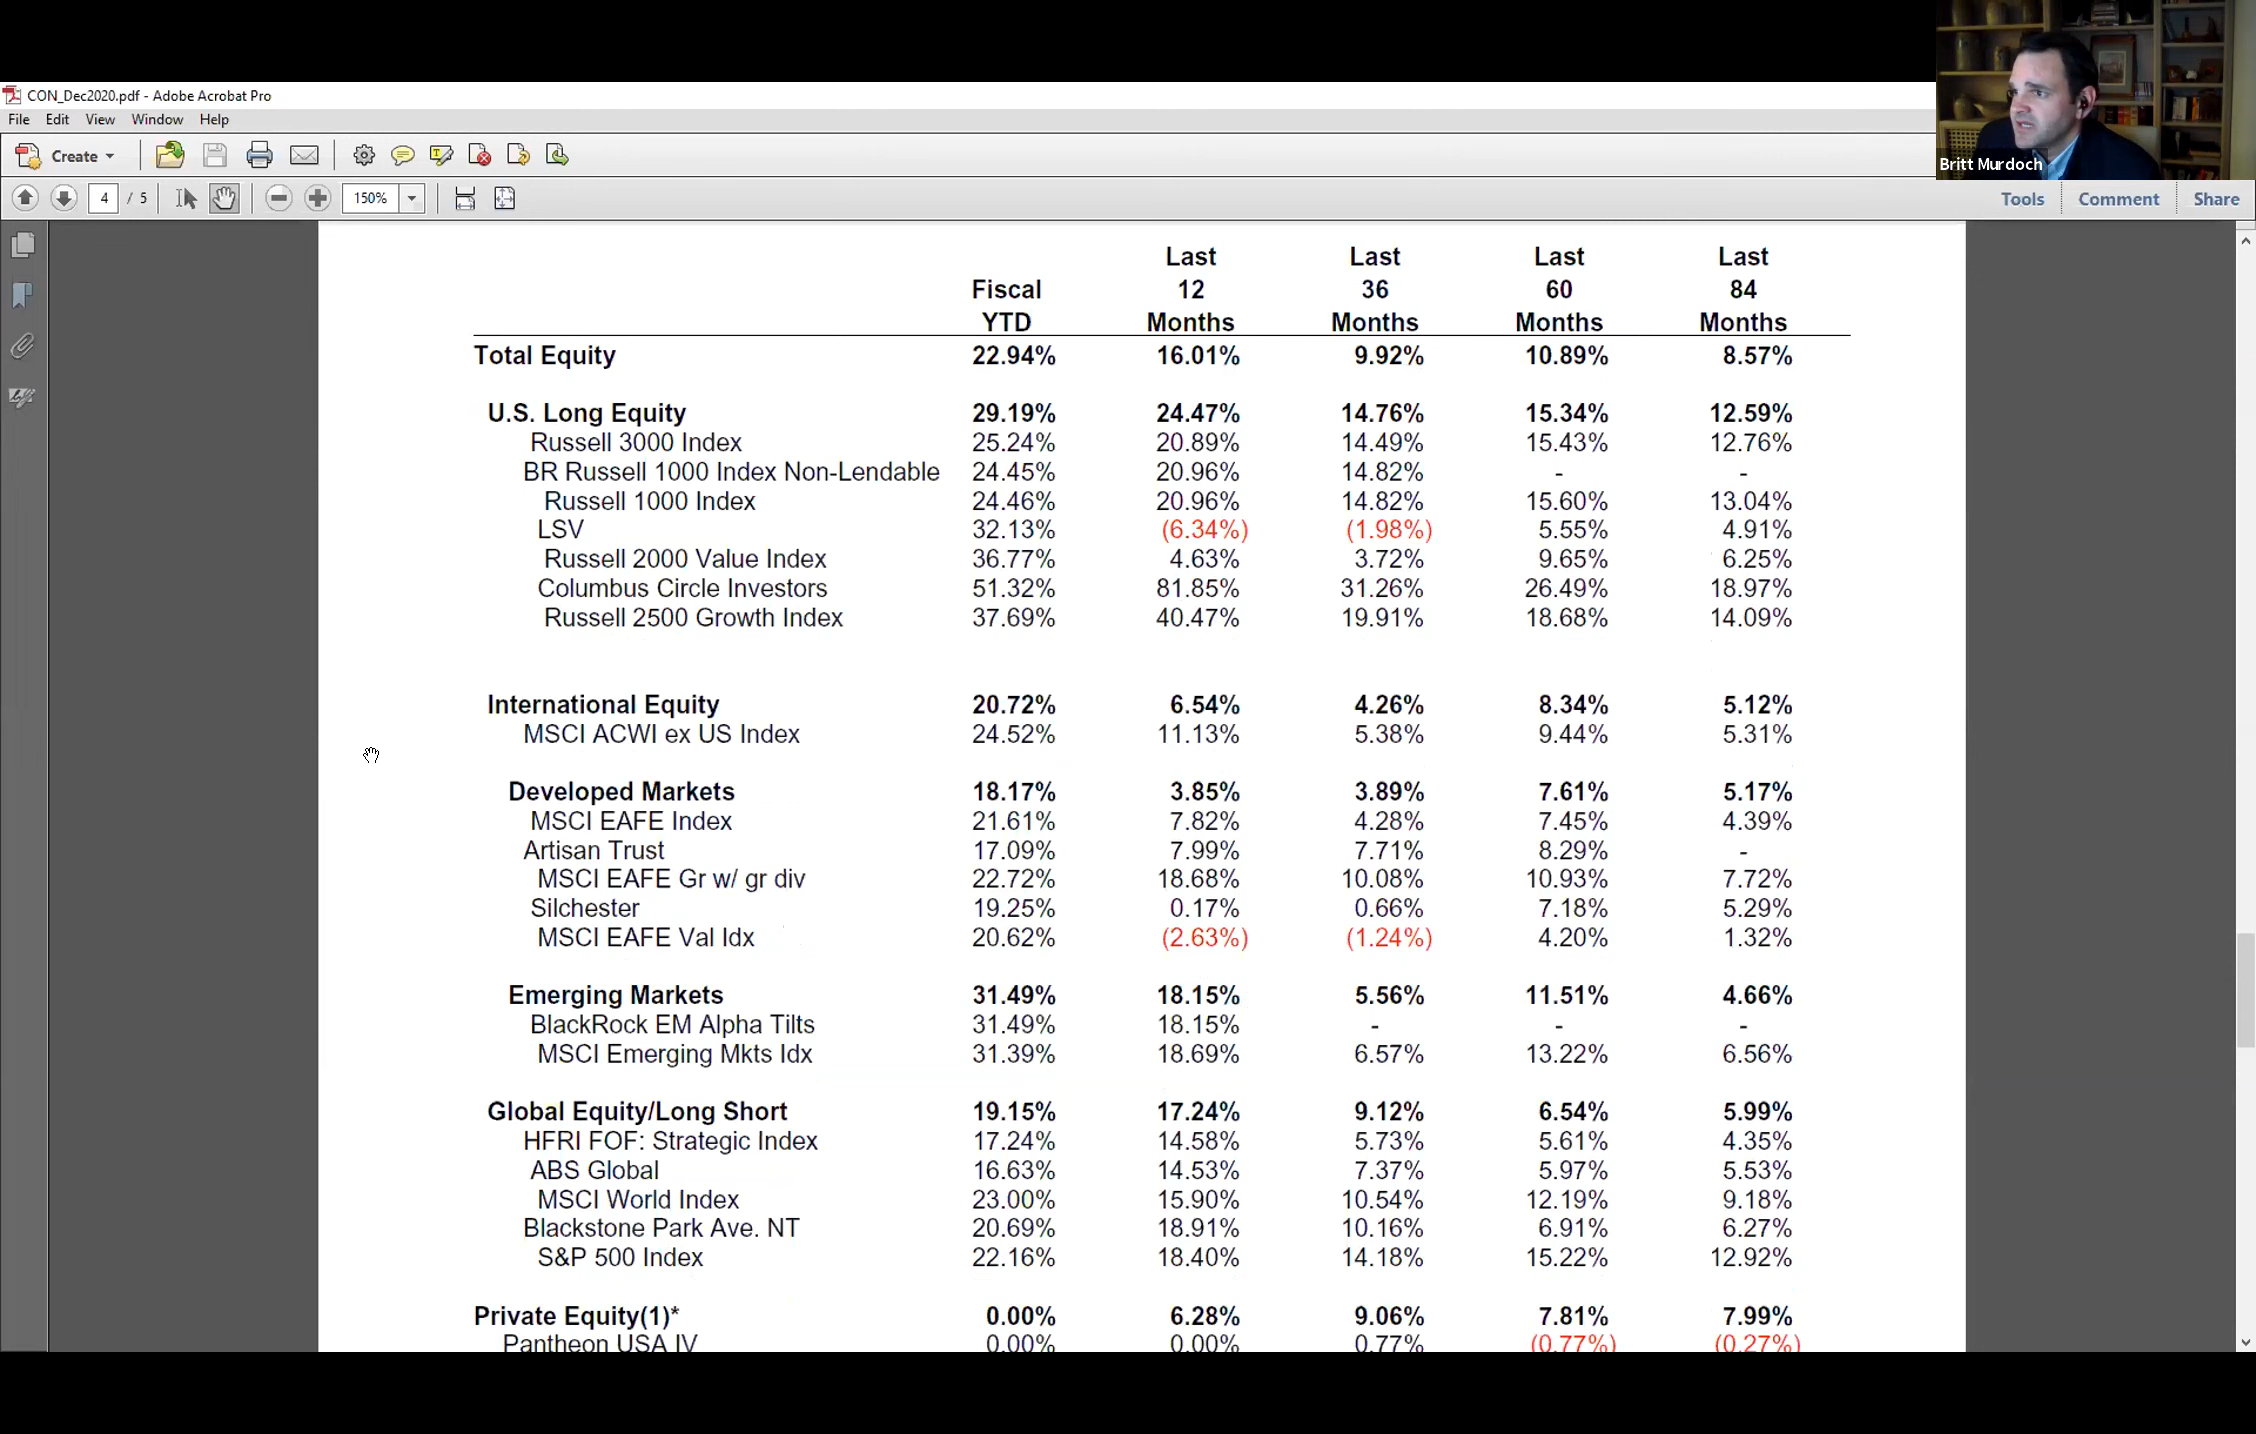 CON_Dec2020.pdf - Adobe Acrobat Pro
File Edit View Window Help
Britt Murdoch
Create
4 / 5 150% Tools Comment Share
Last Last Last Last
Fiscal 12 36 60 84
YTD Months Months Months Months
Total Equity 22.94% 16.01% 9.92% 10.89% 8.57%
U.S. Long Equity 29.19% 24.47% 14.76% 15.34% 12.59%
Russell 3000 Index 25.24% 20.89% 14.49% 15.43% 12.76%
BR Russell 1000 Index Non-Lendable 24.45% 20.96% 14.82% - -
Russell 1000 Index 24.46% 20.96% 14.82% 15.60% 13.04%
LSV 32.13% (6.34%) (1.98%) 5.55% 4.91%
Russell 2000 Value Index 36.77% 4.63% 3.72% 9.65% 6.25%
Columbus Circle Investors 51.32% 81.85% 31.26% 26.49% 18.97%
Russell 2500 Growth Index 37.69% 40.47% 19.91% 18.68% 14.09%
International Equity 20.72% 6.54% 4.26% 8.34% 5.12%
MSCI ACWI ex US Index 24.52% 11.13% 5.38% 9.44% 5.31%
Developed Markets 18.17% 3.85% 3.89% 7.61% 5.17%
MSCI EAFE Index 21.61% 7.82% 4.28% 7.45% 4.39%
Artisan Trust 17.09% 7.99% 7.71% 8.29% -
MSCI EAFE Gr w/ gr div 22.72% 18.68% 10.08% 10.93% 7.72%
Silchester 19.25% 0.17% 0.66% 7.18% 5.29%
MSCI EAFE Val Idx 20.62% (2.63%) (1.24%) 4.20% 1.32%
Emerging Markets 31.49% 18.15% 5.56% 11.51% 4.66%
BlackRock EM Alpha Tilts 31.49% 18.15% - - -
MSCI Emerging Mkts Idx 31.39% 18.69% 6.57% 13.22% 6.56%
Global Equity/Long Short 19.15% 17.24% 9.12% 6.54% 5.99%
HFRI FOF: Strategic Index 17.24% 14.58% 5.73% 5.61% 4.35%
ABS Global 16.63% 14.53% 7.37% 5.97% 5.53%
MSCI World Index 23.00% 15.90% 10.54% 12.19% 9.18%
Blackstone Park Ave. NT 20.69% 18.91% 10.16% 6.91% 6.27%
S&P 500 Index 22.16% 18.40% 14.18% 15.22% 12.92%
Private Equity(1)* 0.00% 6.28% 9.06% 7.81% 7.99%
Pantheon USA IV 0.00% 0.00% 0.77% (0.77%) (0.27%)